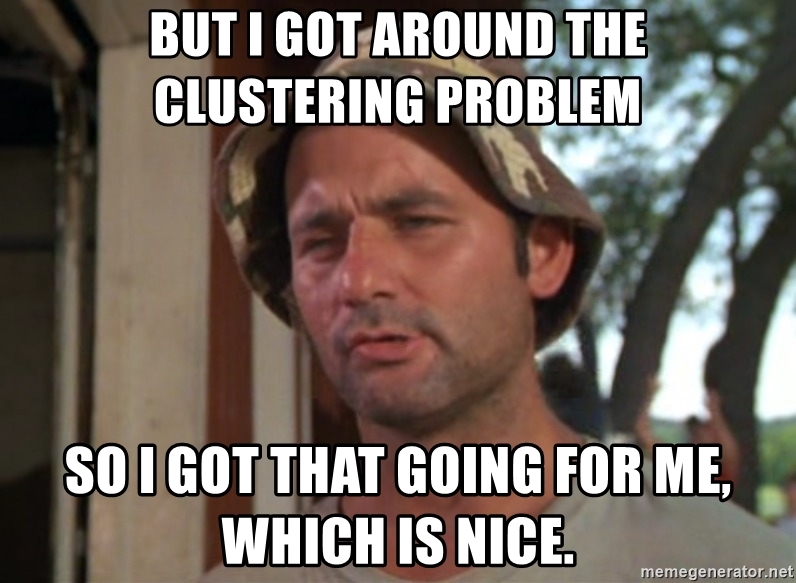 BUT I GOT AROUND THE
CLUSTERING PROBLEM
SO I GOT THAT GOING FOR ME,
WHICH IS NICE.
memegenerator.net